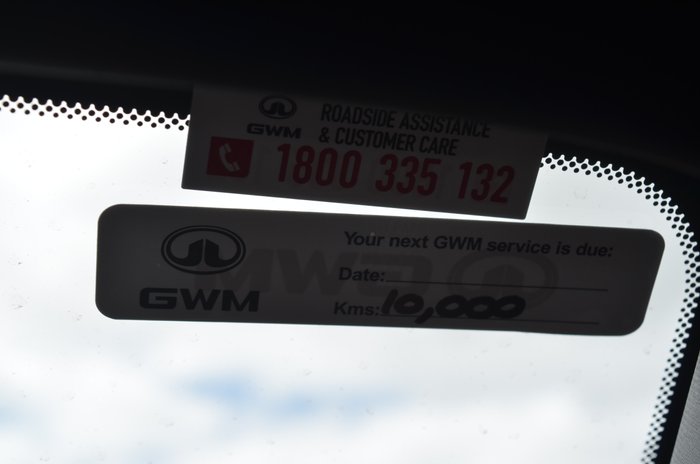 ROADSIDE ASSISTANCE
& CUSTOMER CARE
GWM
1800 335 132
Your next GWM service is due:
Date:
Kms: 10,000
GWM